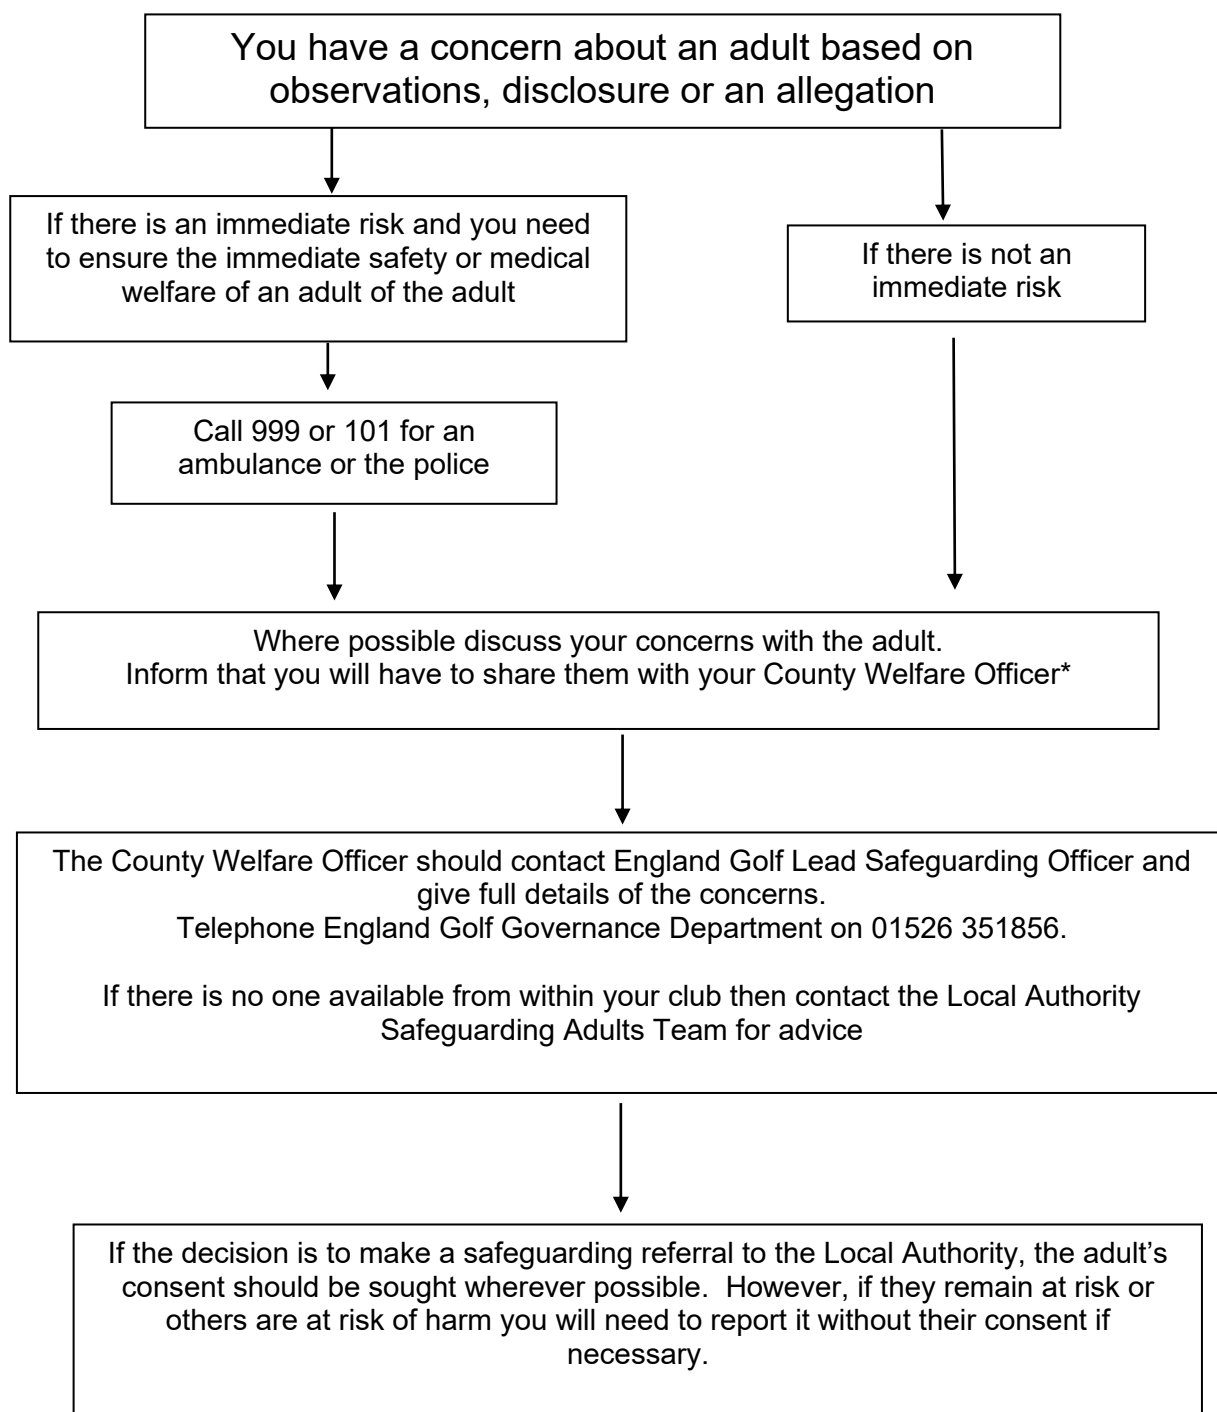 You have a concern about an adult based on
observations, disclosure or an allegation
If there is an immediate risk and you need
to ensure the immediate safety or medical
welfare of an adult of the adult
If there is not an
immediate risk
Call 999 or 101 for an
ambulance or the police
Where possible discuss your concerns with the adult.
Inform that you will have to share them with your County Welfare Officer*
The County Welfare Officer should contact England Golf Lead Safeguarding Officer and
give full details of the concerns.
Telephone England Golf Governance Department on 01526 351856.
If there is no one available from within your club then contact the Local Authority
Safeguarding Adults Team for advice
If the decision is to make a safeguarding referral to the Local Authority, the adult’s
consent should be sought wherever possible.  However, if they remain at risk or
others are at risk of harm you will need to report it without their consent if
necessary.